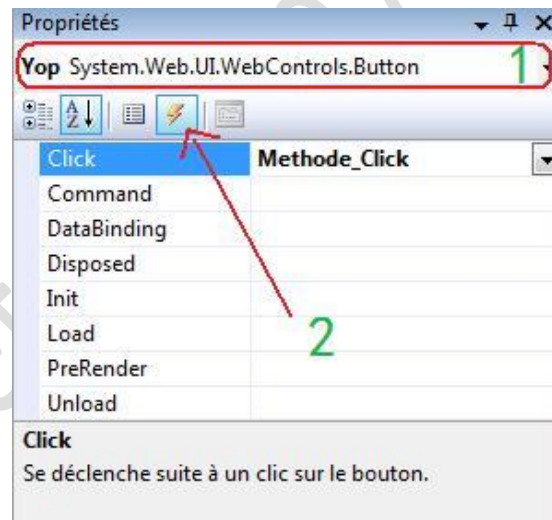 Propriétés
Yop System.Web.UI.WebControls.Button 1
A
Z
Click Methode_Click
Command
DataBinding
Disposed
Init
Load
2
PreRender
Unload
Click
Se déclenche suite à un clic sur le bouton.